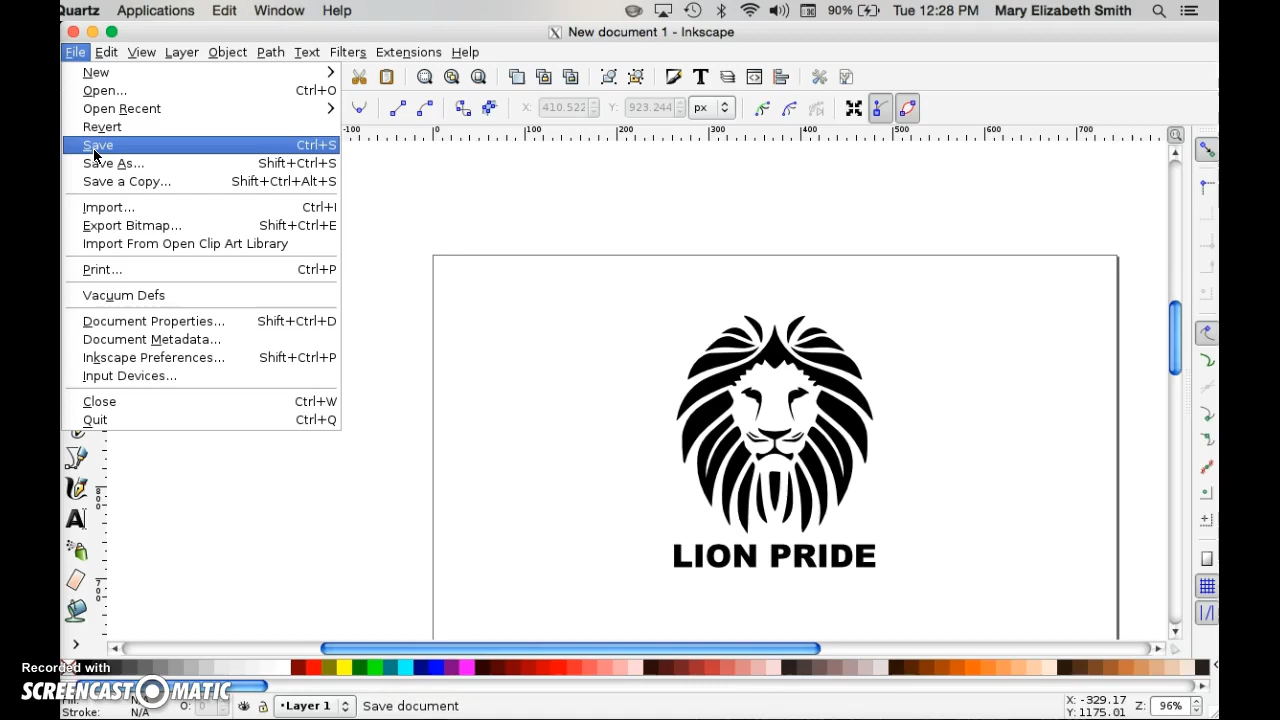 Quartz Applications Edit Window Help 90% Tue 12:28 PM Mary Elizabeth Smith
New document 1 - Inkscape
File Edit View Layer Object Path Text Filters Extensions Help
New
Open... Ctrl+O
Open Recent
Revert
Save Ctrl+S
Save As... Shift+Ctrl+S
Save a Copy... Shift+Ctrl+Alt+S
Import... Ctrl+I
Export Bitmap... Shift+Ctrl+E
Import From Open Clip Art Library
Print... Ctrl+P
Vacuum Defs
Document Properties... Shift+Ctrl+D
Document Metadata...
Inkscape Preferences... Shift+Ctrl+P
Input Devices...
Close Ctrl+W
Quit Ctrl+Q
X: 410.522 Y: 923.244 px
-100 0 100 200 300 400 500 600 700
LION PRIDE
Recorded with
SCREENCAST-O-MATIC
Fill: N/A
Stroke: N/A O: 0 Layer 1 Save document X: -329.17 Y: 1175.01 Z: 96%